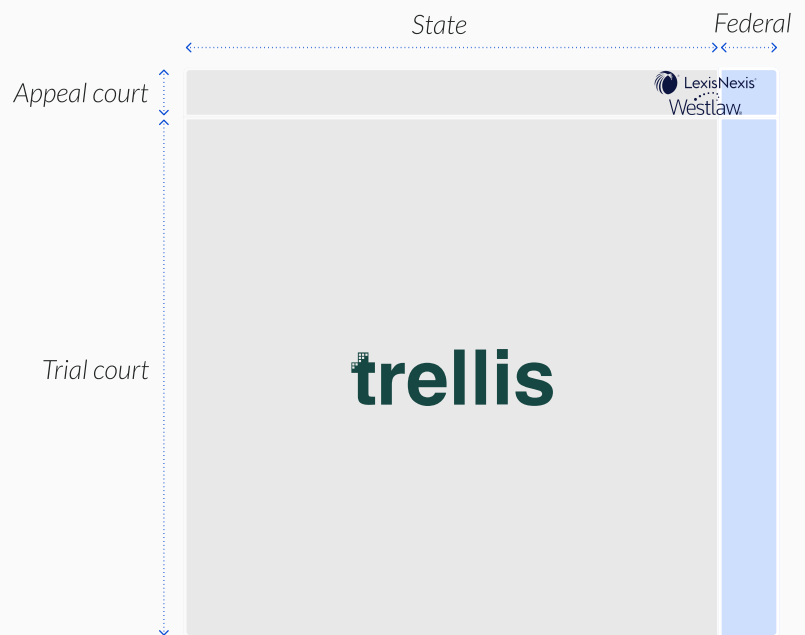 State
Federal
Appeal court
LexisNexis®
Westlaw®
Trial court
trellis